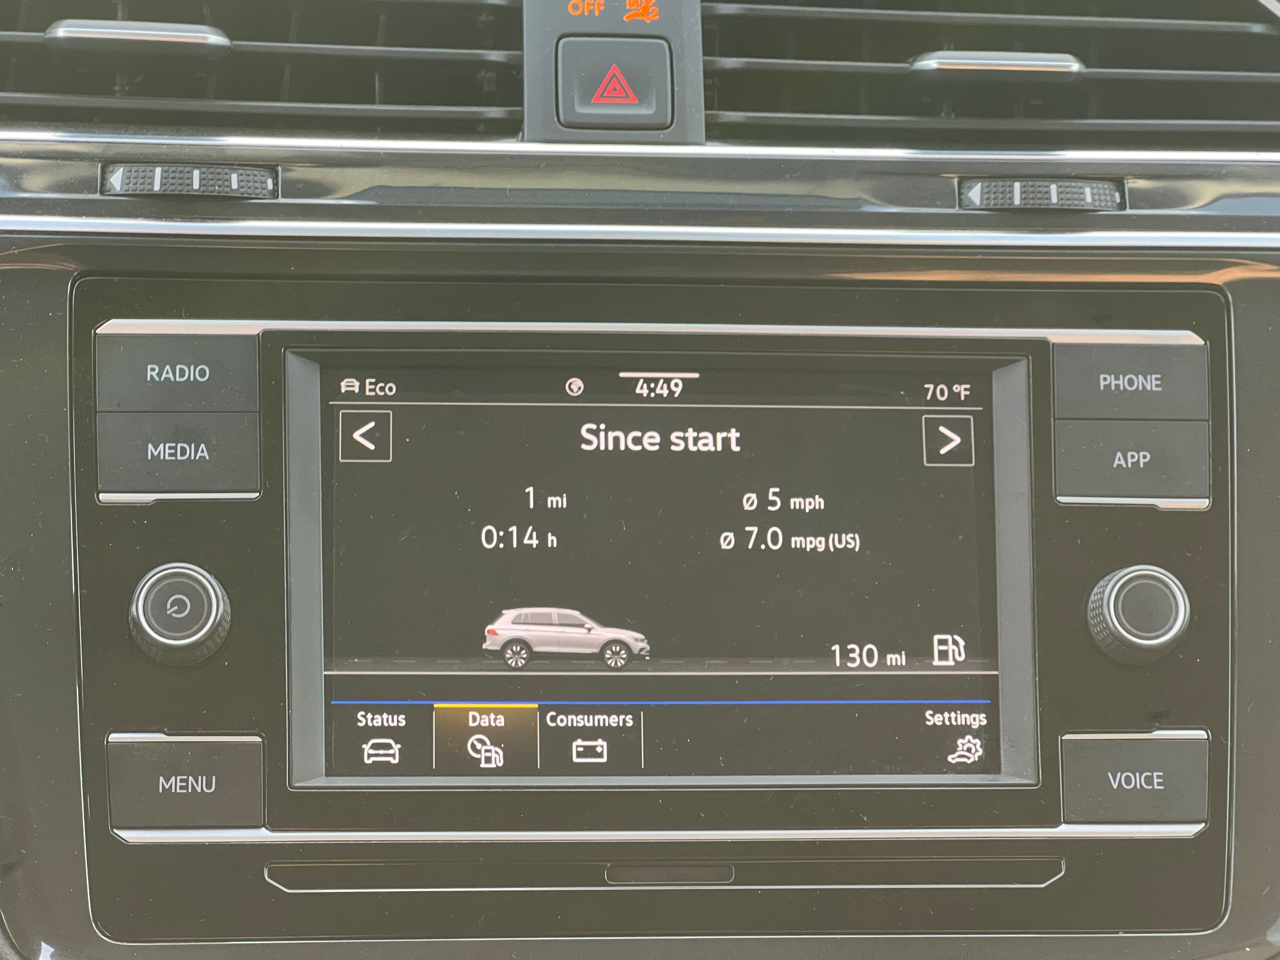 OFF
2
RADIO
MEDIA
MENU
Eco
4:49
70 °F
Since start
1 mi
ø 5 mph
0:14 h
ø 7.0 mpg (US)
130 mi
Status
Data
Consumers
Settings
PHONE
APP
VOICE